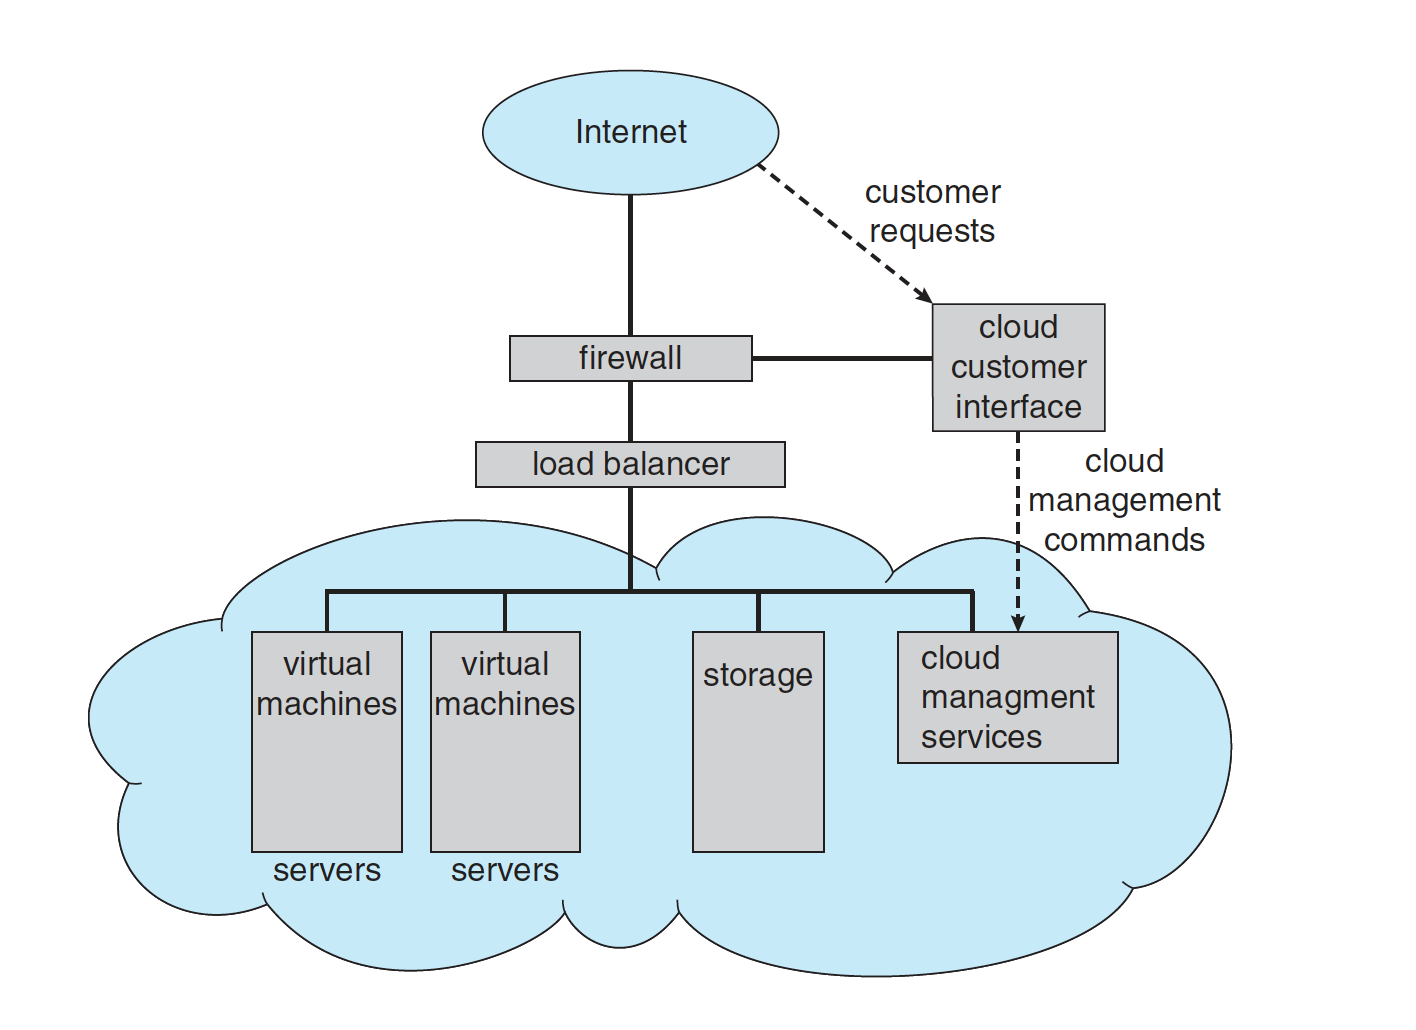 Internet
customer
requests
cloud
customer
interface
firewall
load balancer
cloud
management
commands
virtual
machines
servers
virtual
machines
servers
storage
cloud
managment
services